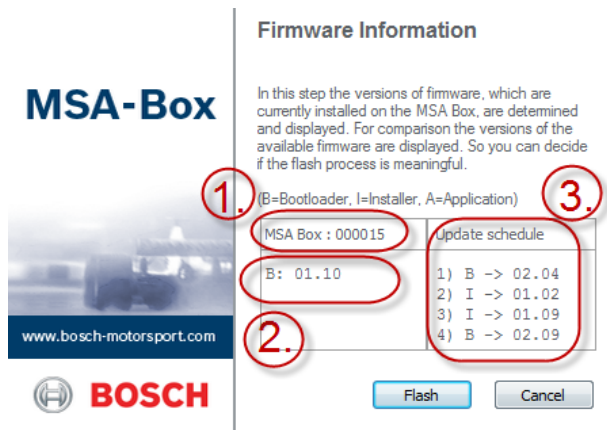 Firmware Information
MSA-Box
In this step the versions of firmware, which are
currently installed on the MSA Box, are determined
and displayed. For comparison the versions of the
available firmware are displayed. So you can decide
if the flash process is meaningful.
(B=Bootloader, I=Installer, A=Application)
1.
3.
MSA Box : 000015
Update schedule
B: 01.10
1) B -> 02.04
2) I -> 01.02
3) I -> 01.09
4) B -> 02.09
2.
www.bosch-motorsport.com
BOSCH
Flash
Cancel